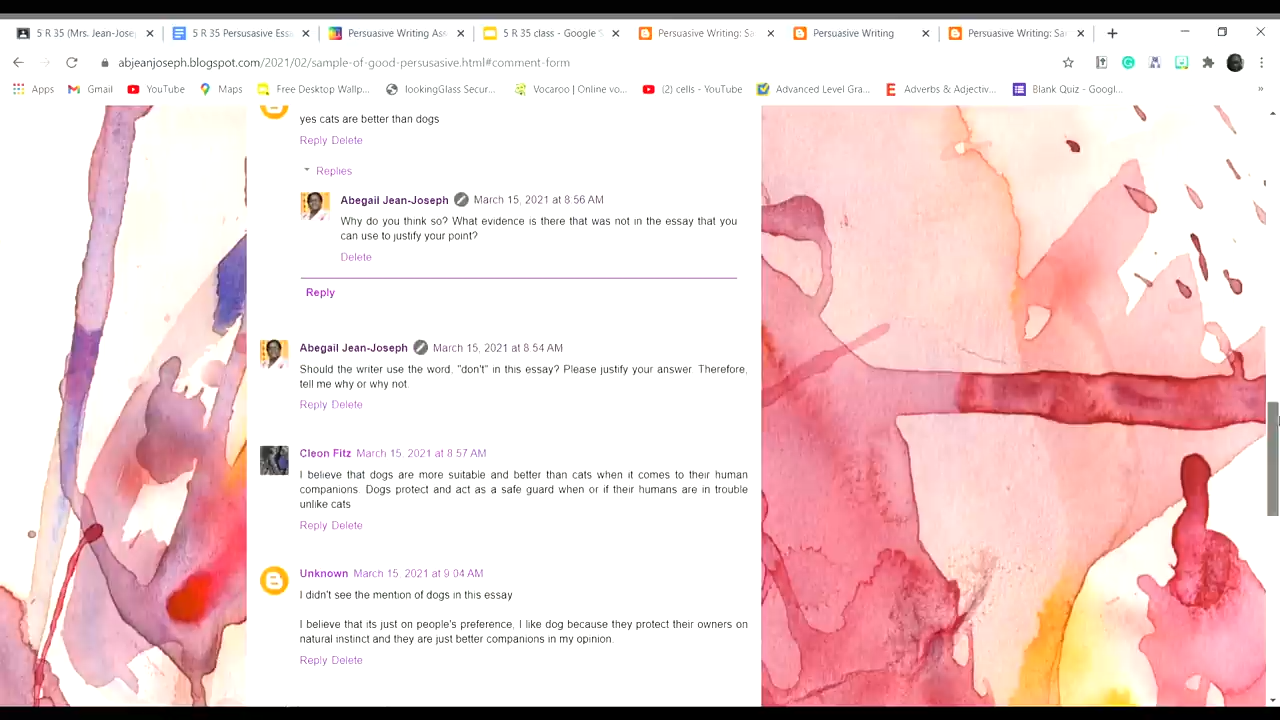 5 R 35 (Mrs. Jean-Jose
5 R 35 Persusasive Ess
Persuasive Writing Ass
5 R 35 class - Google S
Persuasive Writing: Sa
Persuasive Writing
Persuasive Writing: Sa
abjeanjoseph.blogspot.com/2021/02/sample-of-good-persuasive.html#comment-form
Apps
Gmail
YouTube
Maps
Free Deskto Wallp...
lookingGlass Secur...
Vocaroo | Online vo...
(2) cells - YouTube
Advanced Level Gra...
Adverbs & Adjectiv...
Blank Quiz - Googl...
»
yes cats are better than dogs
Reply Delete
Replies
Abegail Jean-Joseph March 15, 2021 at 8:56 AM
Why do you think so? What evidence is there that was not in the essay that you
can use to justify your point?
Delete
Reply
Abegail Jean-Joseph March 15, 2021 at 8:54 AM
Should the writer use the word, "don't" in this essay? Please justify your answer. Therefore,
tell me why or why not.
Reply Delete
Cleon Fitz March 15, 2021 at 8:57 AM
I believe that dogs are more suitable and better than cats when it comes to their human
companions. Dogs protect and act as a safe guard when or if their humans are in trouble
unlike cats
Reply Delete
Unknown March 15, 2021 at 9:04 AM
I didn't see the mention of dogs in this essay
I believe that its just on people's preference, I like dog because they protect their owners on
natural instinct and they are just better companions in my opinion.
Reply Delete